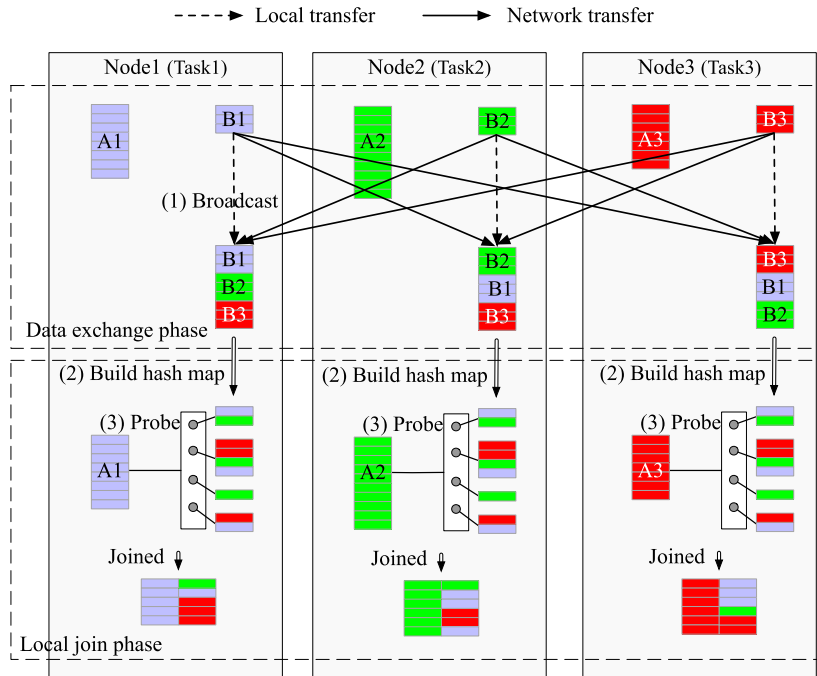 Local transfer Network transfer
Node1 (Task1) Node2 (Task2) Node3 (Task3)
A1 B1 A2 B2 A3 B3
(1) Broadcast
B1 B2 B3
B2 B1 B1
B3 B3 B2
Data exchange phase
(2) Build hash map (2) Build hash map (2) Build hash map
(3) Probe (3) Probe (3) Probe
A1 A2 A3
Joined Joined Joined
Local join phase